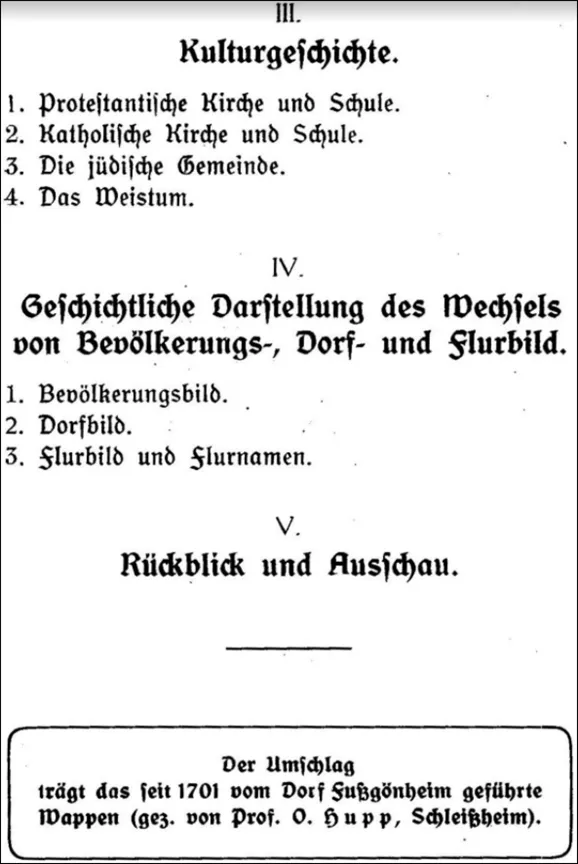 III.
Kulturgeschichte.
1. Protestantische Kirche und Schule.
2. Katholische Kirche und Schule.
3. Die jüdische Gemeinde.
4. Das Weistum.
IV.
Geschichtliche Darstellung des Wechsels
von Bevölkerungs-, Dorf- und Flurbild.
1. Bevölkerungsbild.
2. Dorfbild.
3. Flurbild und Flurnamen.
V.
Rückblick und Ausschau.
Der Umschlag
trägt das seit 1701 vom Dorf Fußgönheim geführte
Wappen (gez. von Prof. O. Hupp, Schleißheim).